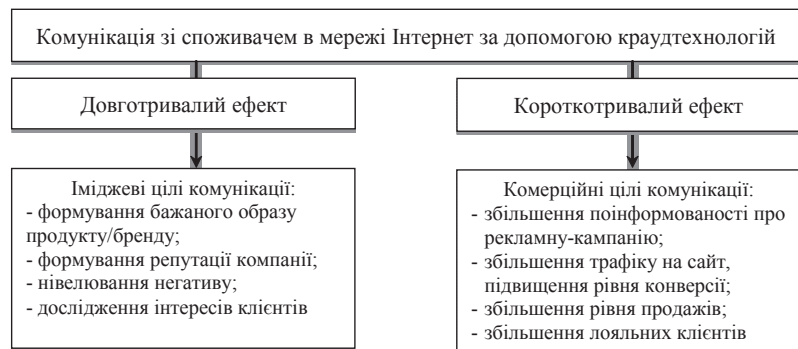 Комунікація зі споживачем в мережі Інтернет за допомогою краудтехнологій
Довготривалий ефект
Короткотривалий ефект
Іміджеві цілі комунікації:
- формування бажаного образу
продукту/бренду;
- формування репутації компанії;
- нівелювання негативу;
- дослідження інтересів клієнтів
Комерційні цілі комунікації:
- збільшення поінформованості про
рекламну-кампанію;
- збільшення трафіку на сайт,
підвищення рівня конверсії;
- збільшення рівня продажів;
- збільшення лояльних клієнтів